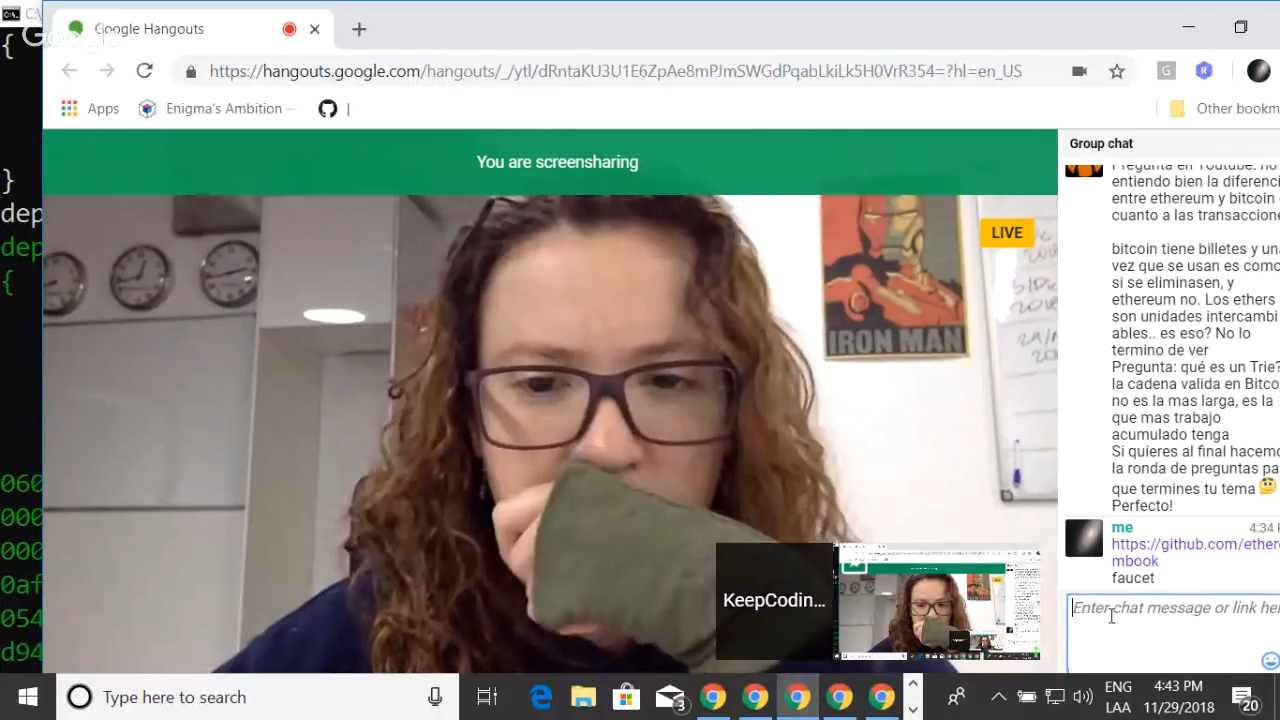 Google Hangouts
Google
https://hangouts.google.com/hangouts/_/ytl/dRntaKU3U1E6ZpAe8mPJmSWGdPqabLkiLk5H0VrR354=?hl=en_US
Apps
Enigma's Ambition
Other bookm
{
}
dep
dep
{
060
000
000
0af
054
d94
You are screensharing
LIVE
IRON MAN
KeepCodin...
Group chat
Pregunta en Youtube: no
entiendo bien la diferenci
entre ethereum y bitcoin
cuanto a las transaccione
bitcoin tiene billetes y una
vez que se usan es como
si se eliminasen, y
ethereum no. Los ethers
son unidades intercambi
ables.. es eso? No lo
termino de ver
Pregunta: qué es un Trie?
la cadena valida en Bitco
no es la mas larga, es la
que mas trabajo
acumulado tenga
Si quieres al final hacemo
la ronda de preguntas pa
que termines tu tema 🤔
Perfecto!
me
4:34 P
https://github.com/ethere
mbook
faucet
Enter chat message or link he
Type here to search
3
ENG
LAA
4:43 PM
11/29/2018
20